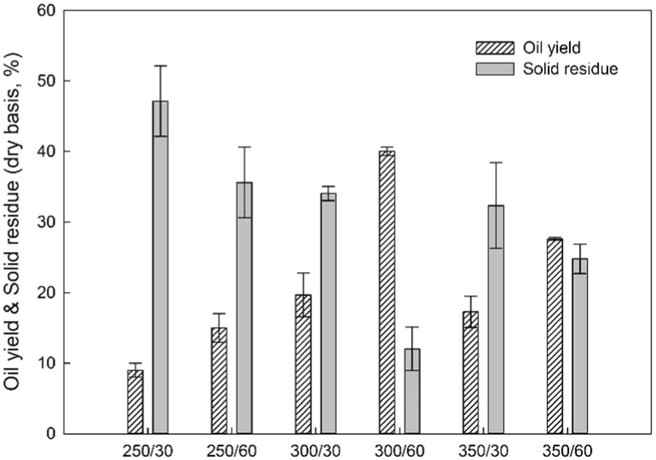 60
50
40
30
20
10
0
Oil yield & Solid residue (dry basis, %)
Oil yield
Solid residue
250/30 250/60 300/30 300/60 350/30 350/60